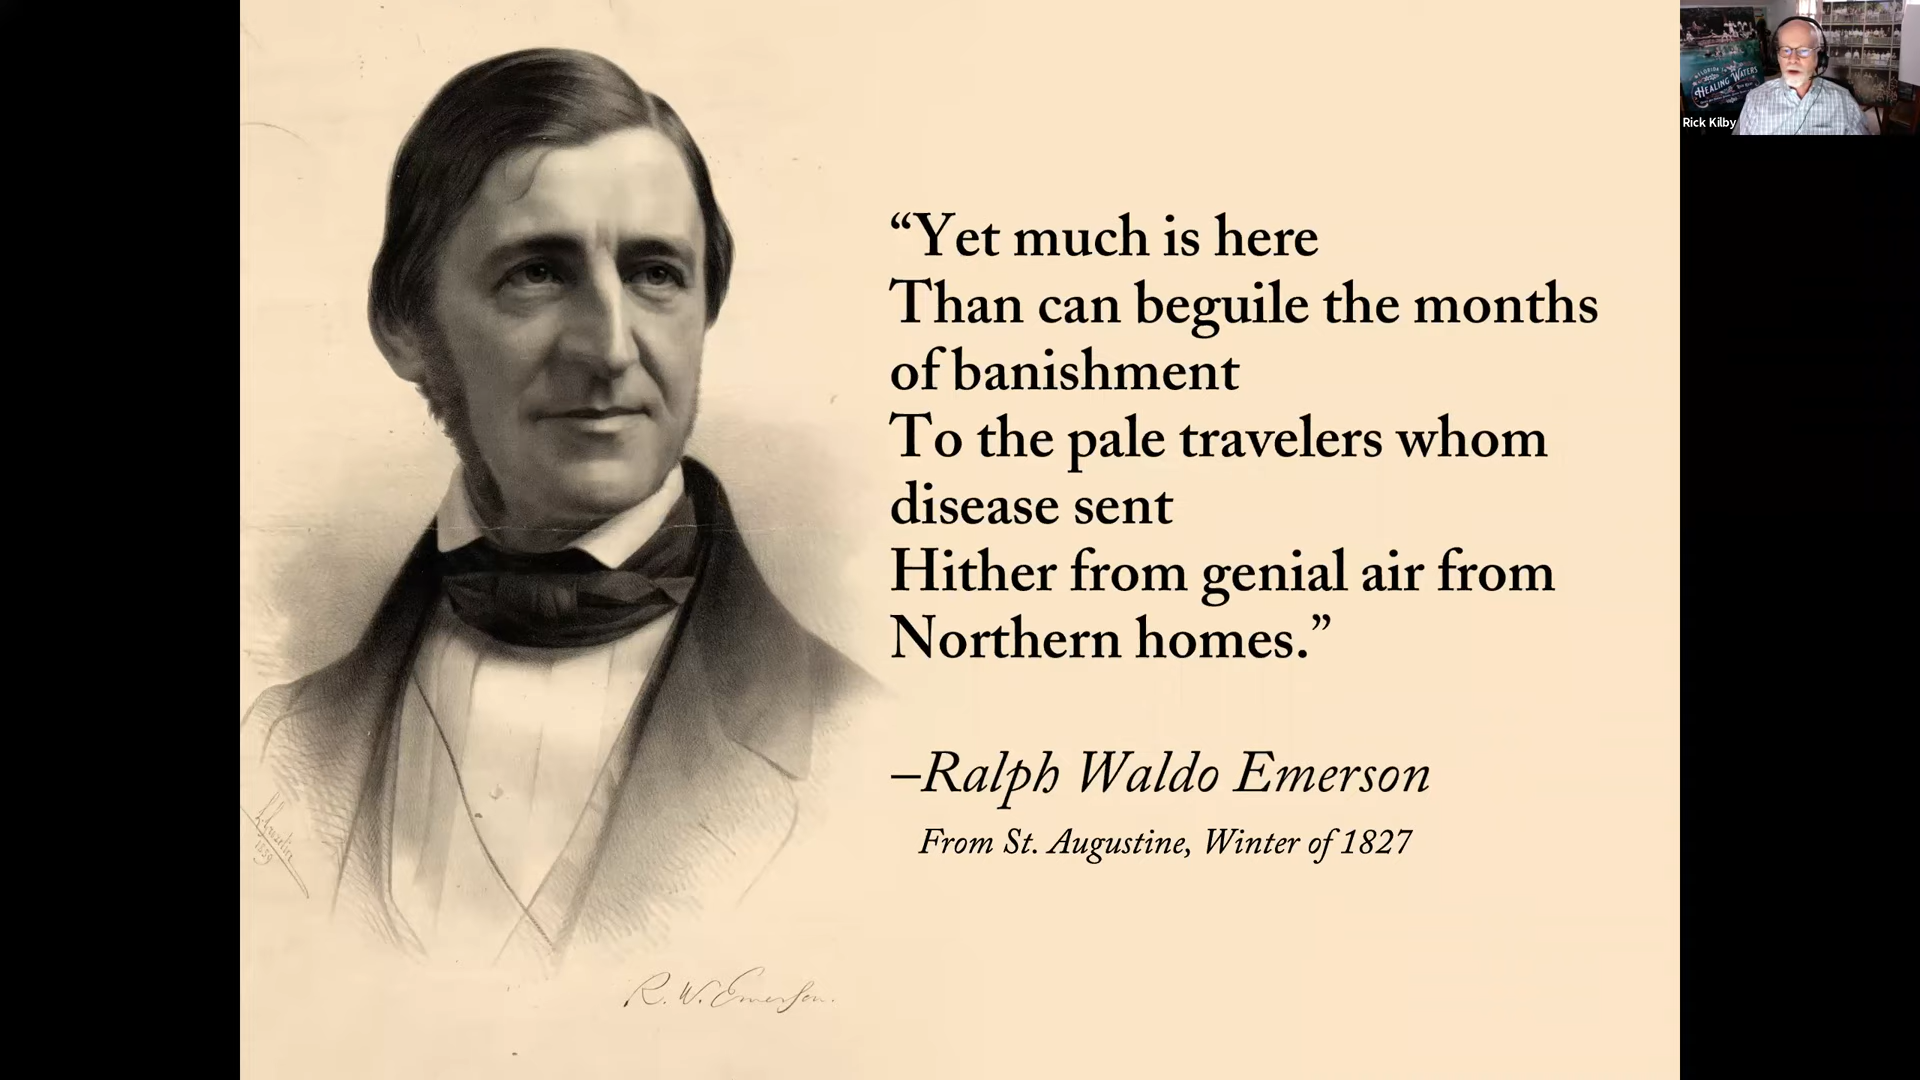 “Yet much is here
Than can beguile the months
of banishment
To the pale travelers whom
disease sent
Hither from genial air from
Northern homes.”
–Ralph Waldo Emerson
From St. Augustine, Winter of 1827
R. W. Emerson.
1859
HEALING WATERS
Rick Kilby